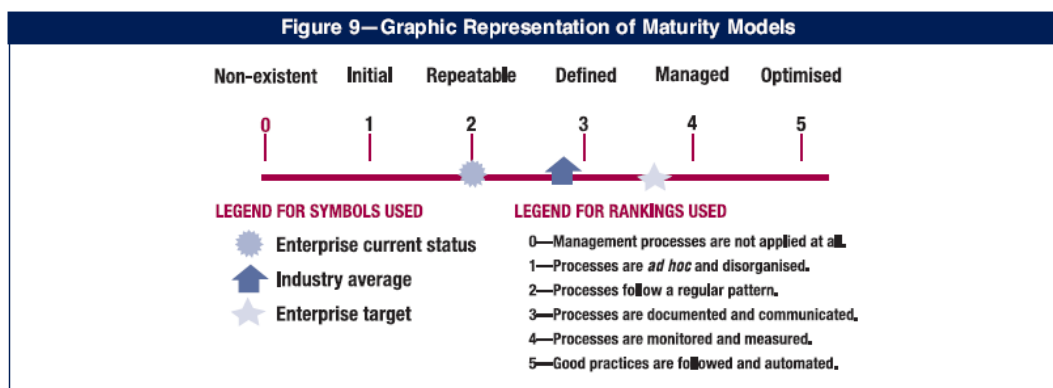 Figure 9—Graphic Representation of Maturity Models
Non-existent Initial Repeatable Defined Managed Optimised
0 1 2 3 4 5
LEGEND FOR SYMBOLS USED
Enterprise current status
Industry average
Enterprise target
LEGEND FOR RANKINGS USED
0—Management processes are not applied at all.
1—Processes are ad hoc and disorganised.
2—Processes follow a regular pattern.
3—Processes are documented and communicated.
4—Processes are monitored and measured.
5—Good practices are followed and automated.